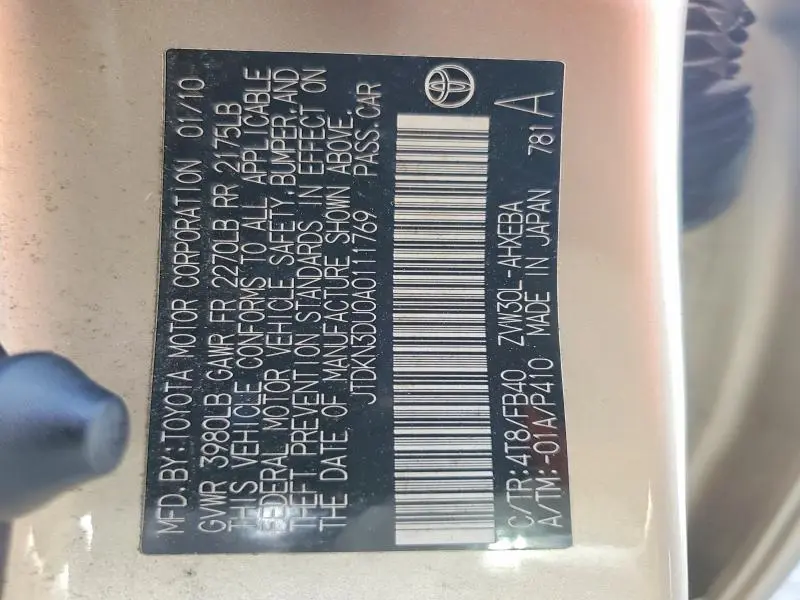 MFD.BY:TOYOTA MOTOR CORPORATION 01/10
GVWR 3980LB GAWR FR 2270LB RR 2175LB
THIS VEHICLE CONFORMS TO ALL APPLICABLE
FEDERAL MOTOR VEHICLE SAFETY,BUMPER,AND
THEFT PREVENTION STANDARDS IN EFFECT ON
THE DATE OF MANUFACTURE SHOWN ABOVE.
JTDKN3DU0A0111769 PASS.CAR
C/TR:4T8/FB40 ZVW30L-AHXEBA
A/TM:-01A/P410 MADE IN JAPAN 781 A